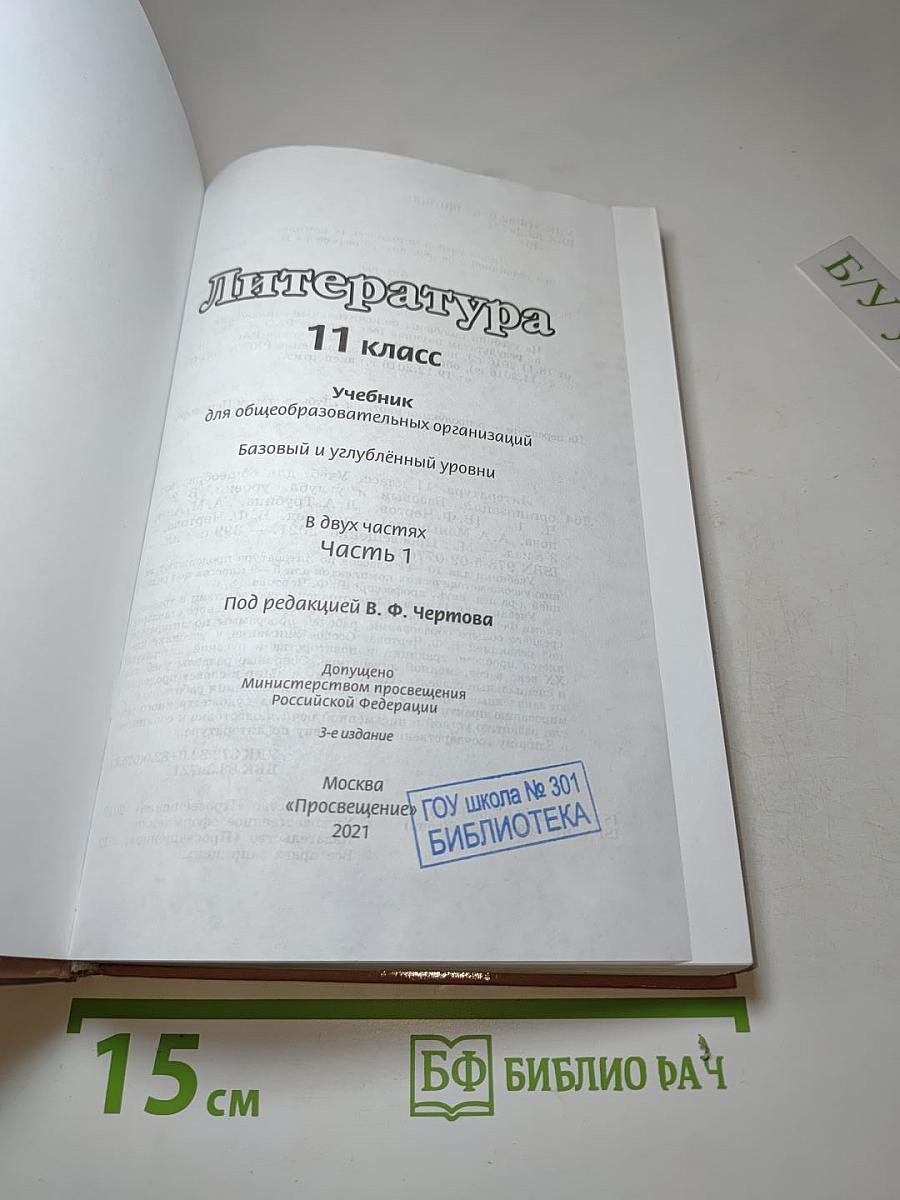 Литература
11 класс
Учебник
для общеобразовательных организаций
Базовый и углублённый уровни
В двух частях
Часть 1
Под редакцией В. Ф. Чертова
Допущено
Министерством просвещения
Российской Федерации
3-е издание
Москва
«Просвещение»
2021
ГОУ школа № 301
БИБЛИОТЕКА
Б/У
15 см
БФ БИБЛИО